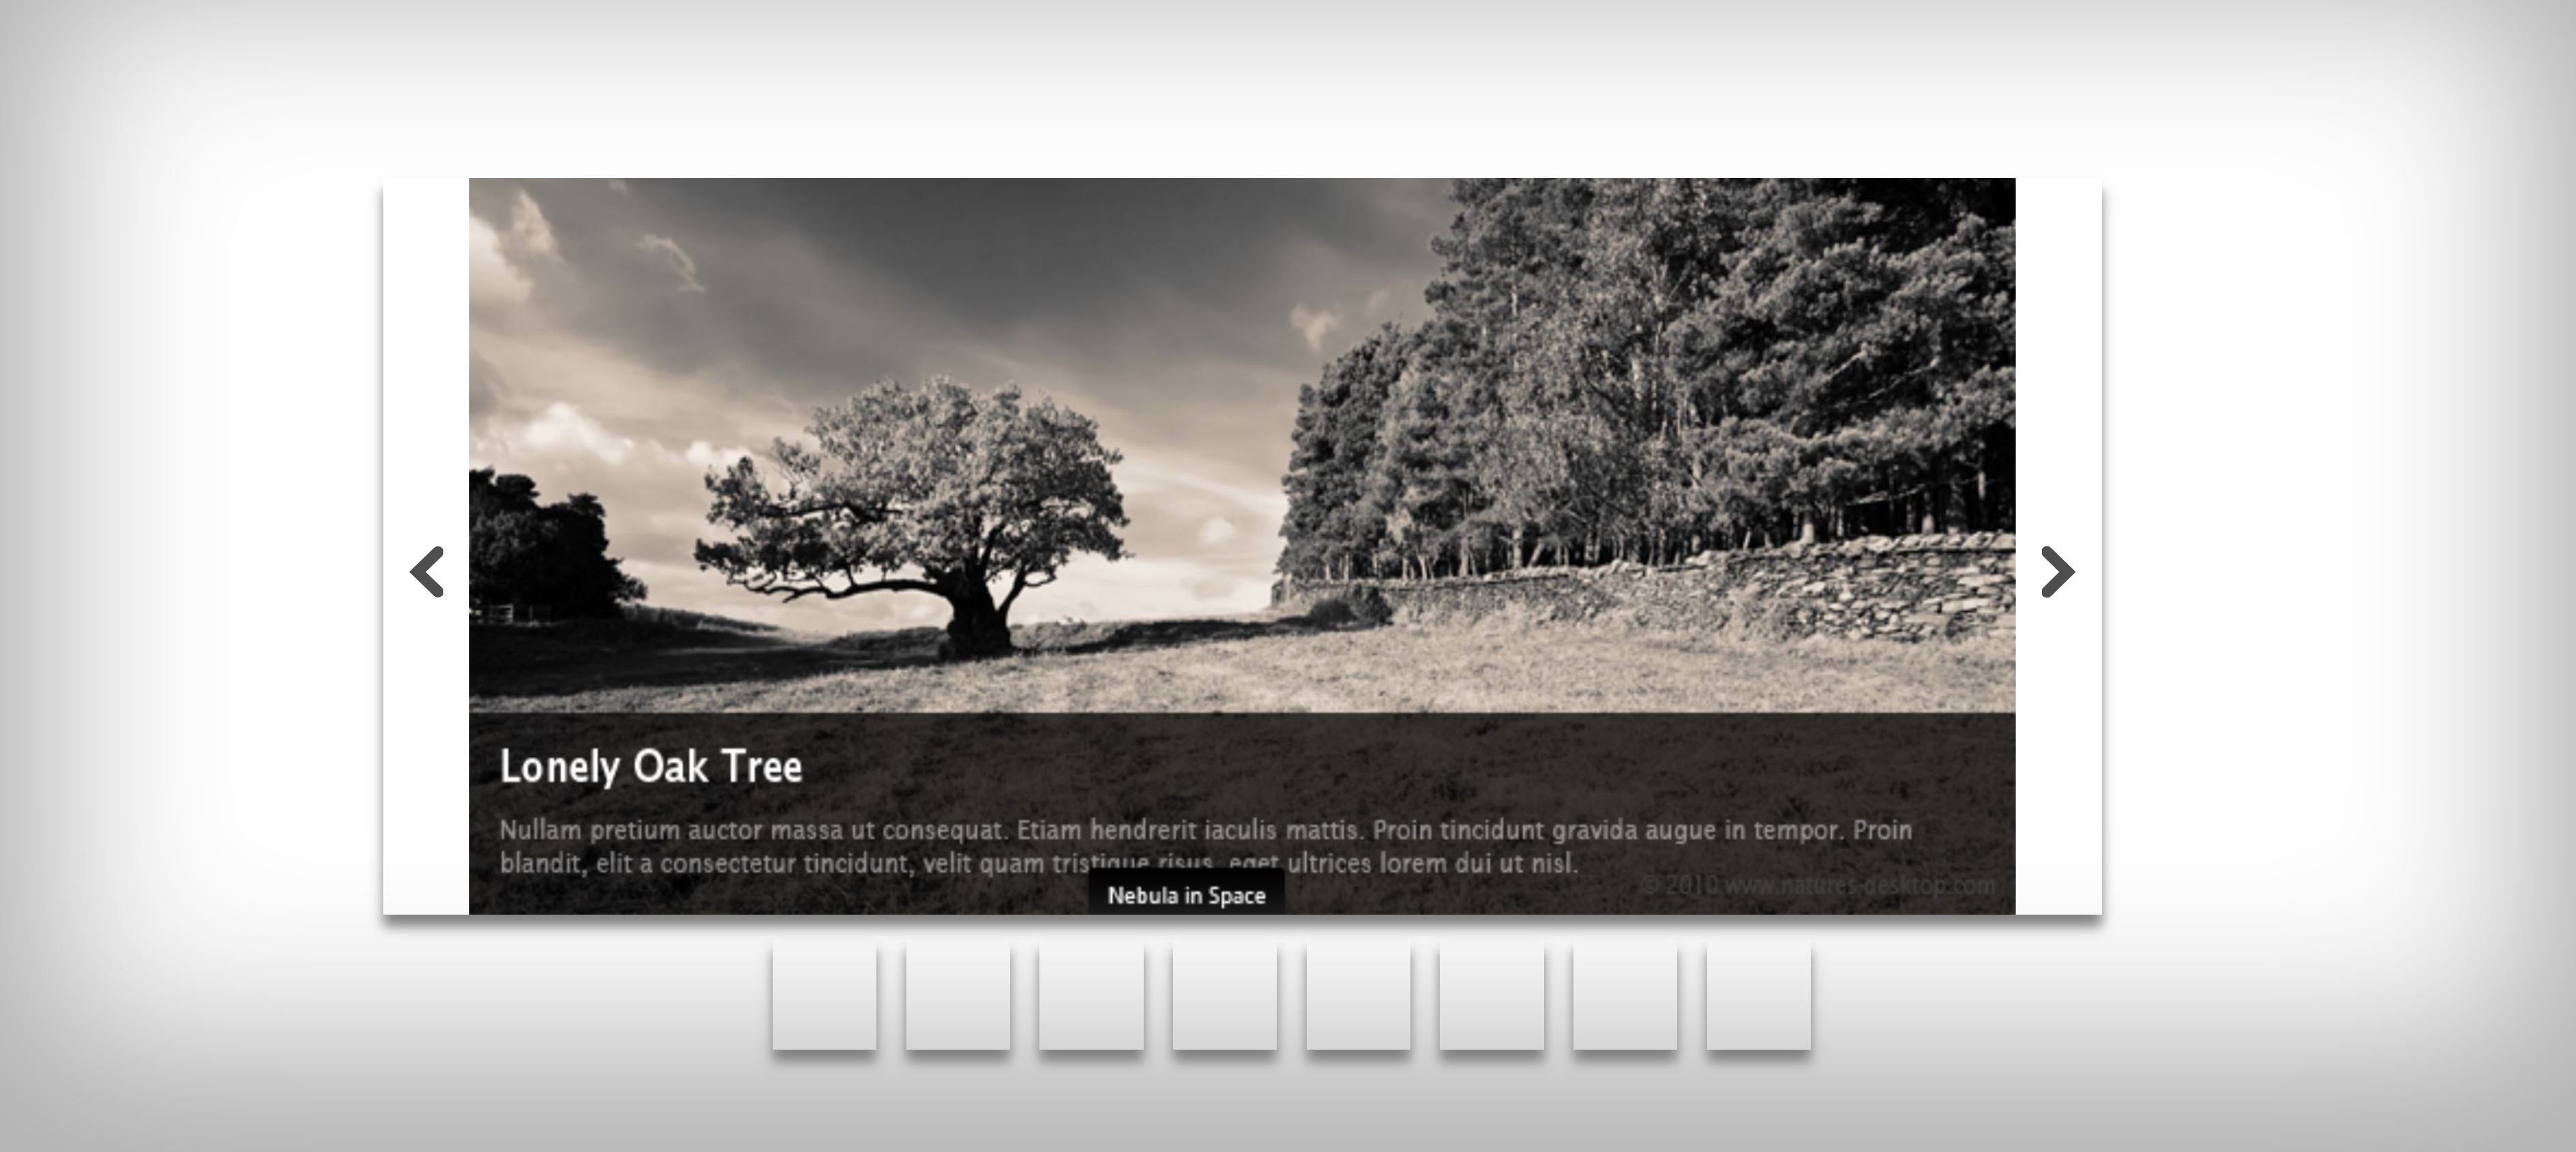 Lonely Oak Tree
Nullam pretium auctor massa ut consequat. Etiam hendrerit iaculis mattis. Proin tincidunt gravida augue in tempor. Proin
blandit, elit a consectetur tincidunt, velit quam tristique risus, eget ultrices lorem dui ut nisl.
© 2010 www.natures-desktop.com
Nebula in Space